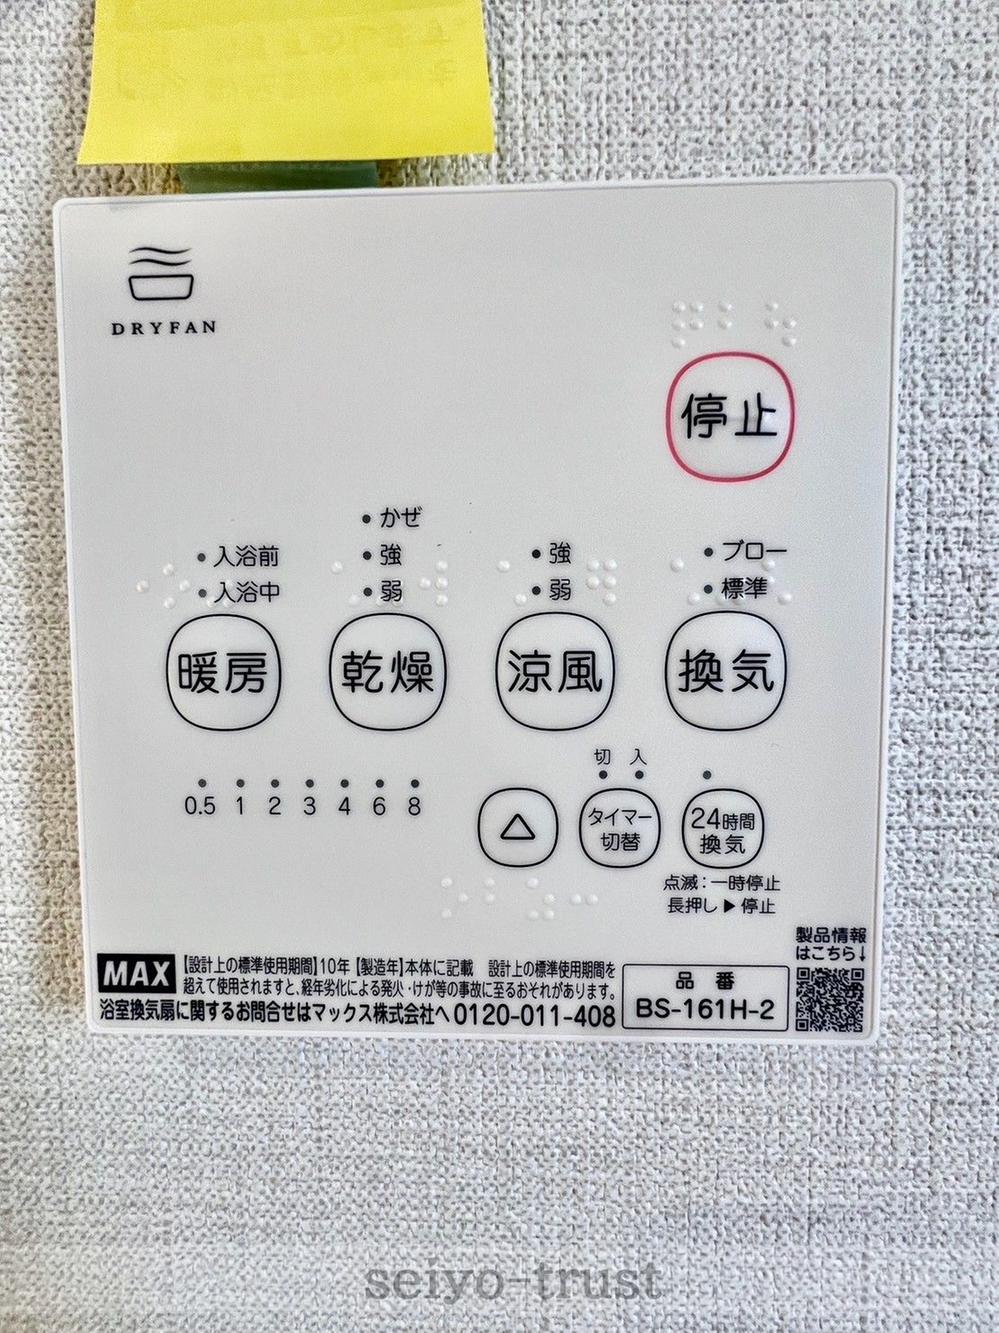 DRYFAN
停止
かぜ
入浴前
強
強
ブロー
入浴中
弱
弱
標準
暖房
乾燥
涼風
換気
切 入
0.5 1 2 3 4 6 8
△
タイマー
切替
24時間
換気
点滅:一時停止
長押し▶停止
製品情報
はこちら↓
MAX
【設計上の標準使用期間】10年【製造年】本体に記載 設計上の標準使用期間を
超えて使用されますと、経年劣化による発火・けが等の事故に至るおそれがあります。
浴室換気扇に関するお問合せはマックス株式会社へ 0120-011-408
品番
BS-161H-2
seiyo-trust